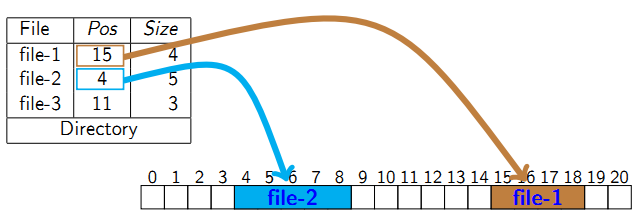 File Pos Size
file-1 15 4
file-2 4 5
file-3 11 3
Directory
0 1 2 3 4 5 6 7 8 9 10 11 12 13 14 15 16 17 18 19 20
file-2 file-1